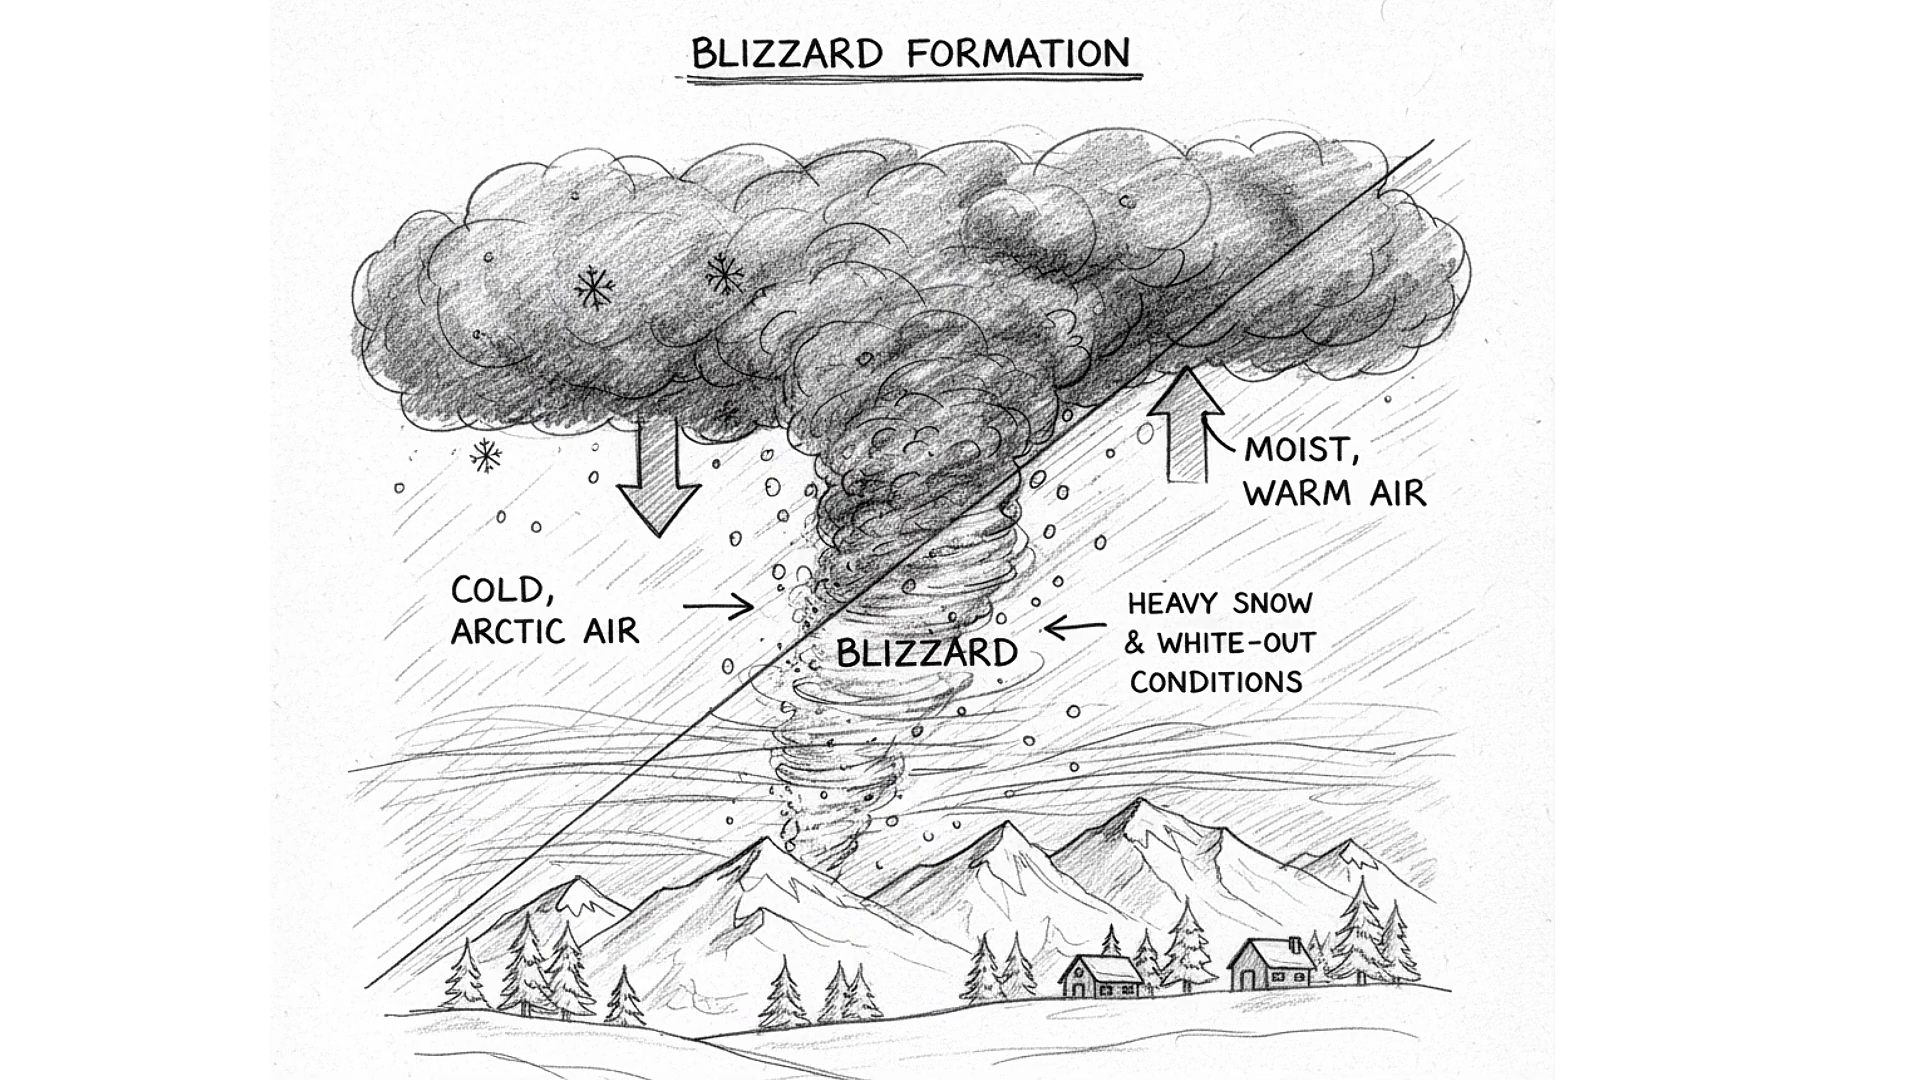 BLIZZARD FORMATION
MOIST,
WARM AIR
COLD,
ARCTIC AIR
HEAVY SNOW
& WHITE-OUT
CONDITIONS
BLIZZARD